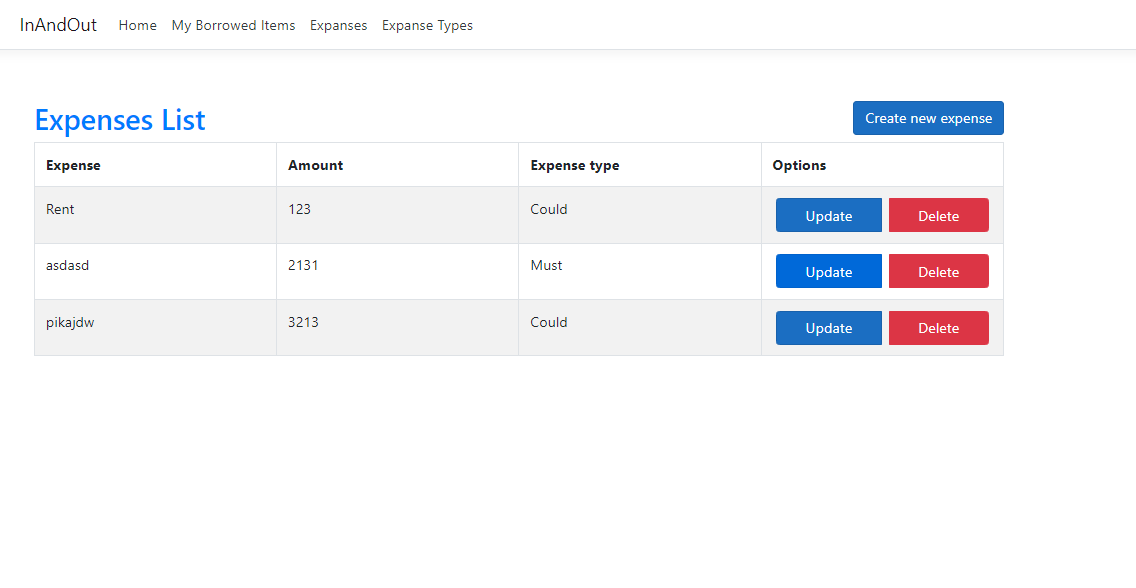 InAndOut Home My Borrowed Items Expanses Expanse Types
Expenses List Create new expense
Expense Amount Expense type Options
Rent 123 Could Update Delete
asdasd 2131 Must Update Delete
pikajdw 3213 Could Update Delete